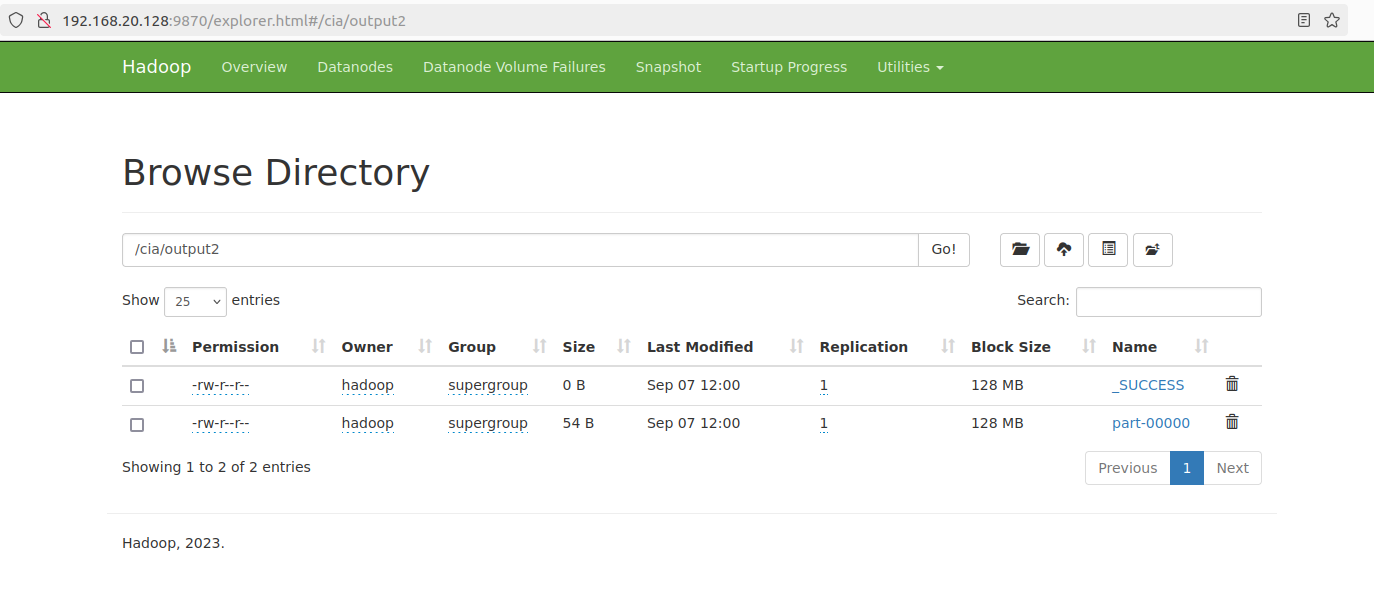 192.168.20.128:9870/explorer.html#/cia/output2
Hadoop Overview Datanodes Datanode Volume Failures Snapshot Startup Progress Utilities
Browse Directory
/cia/output2 Go!
Show 25 entries Search:
Permission Owner Group Size Last Modified Replication Block Size Name
-rw-r--r-- hadoop supergroup 0 B Sep 07 12:00 1 128 MB _SUCCESS
-rw-r--r-- hadoop supergroup 54 B Sep 07 12:00 1 128 MB part-00000
Showing 1 to 2 of 2 entries Previous 1 Next
Hadoop, 2023.